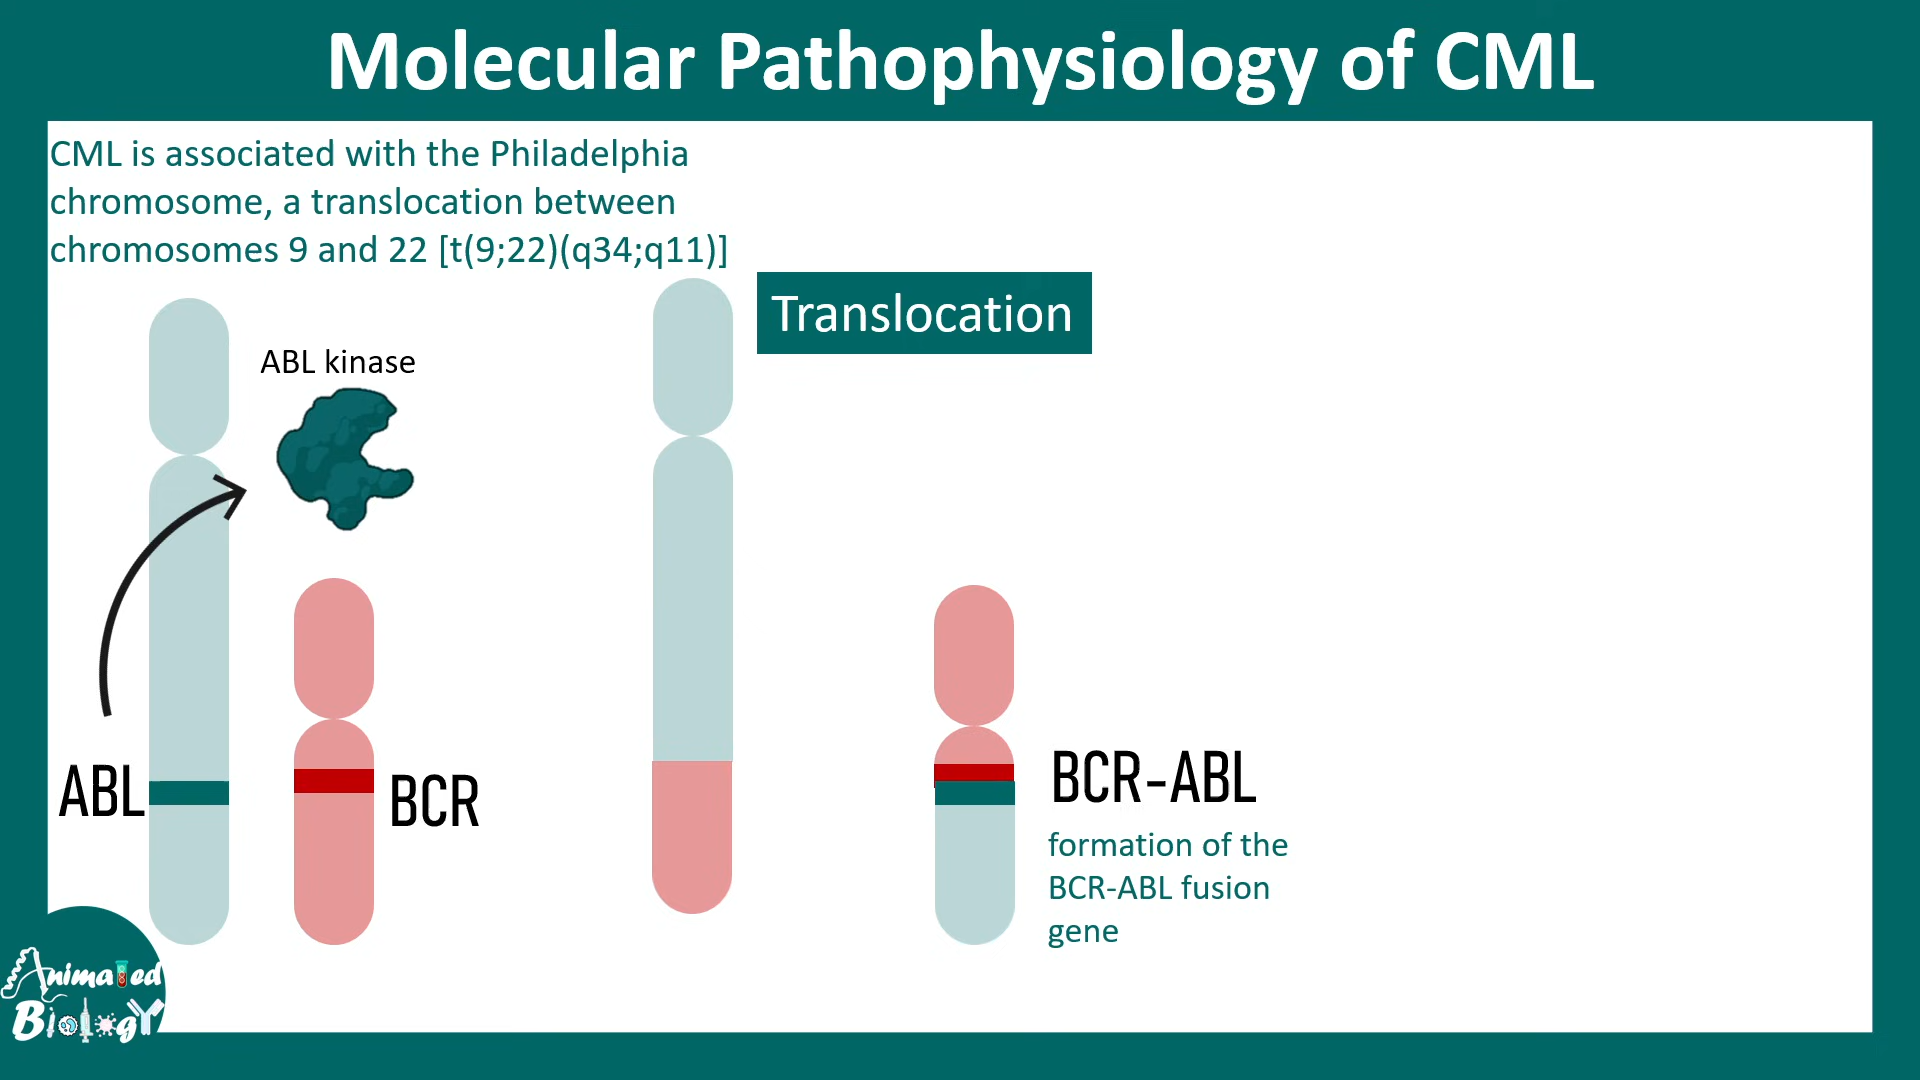 Molecular Pathophysiology of CML
CML is associated with the Philadelphia
chromosome, a translocation between
chromosomes 9 and 22 [t(9;22)(q34;q11)]
Translocation
ABL kinase
ABL
BCR
BCR-ABL
formation of the
BCR-ABL fusion
gene
Animated
Biology